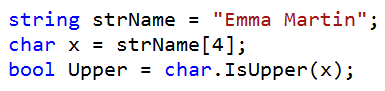 string strName = "Emma Martin";
char x = strName[4];
bool Upper = char.IsUpper(x);